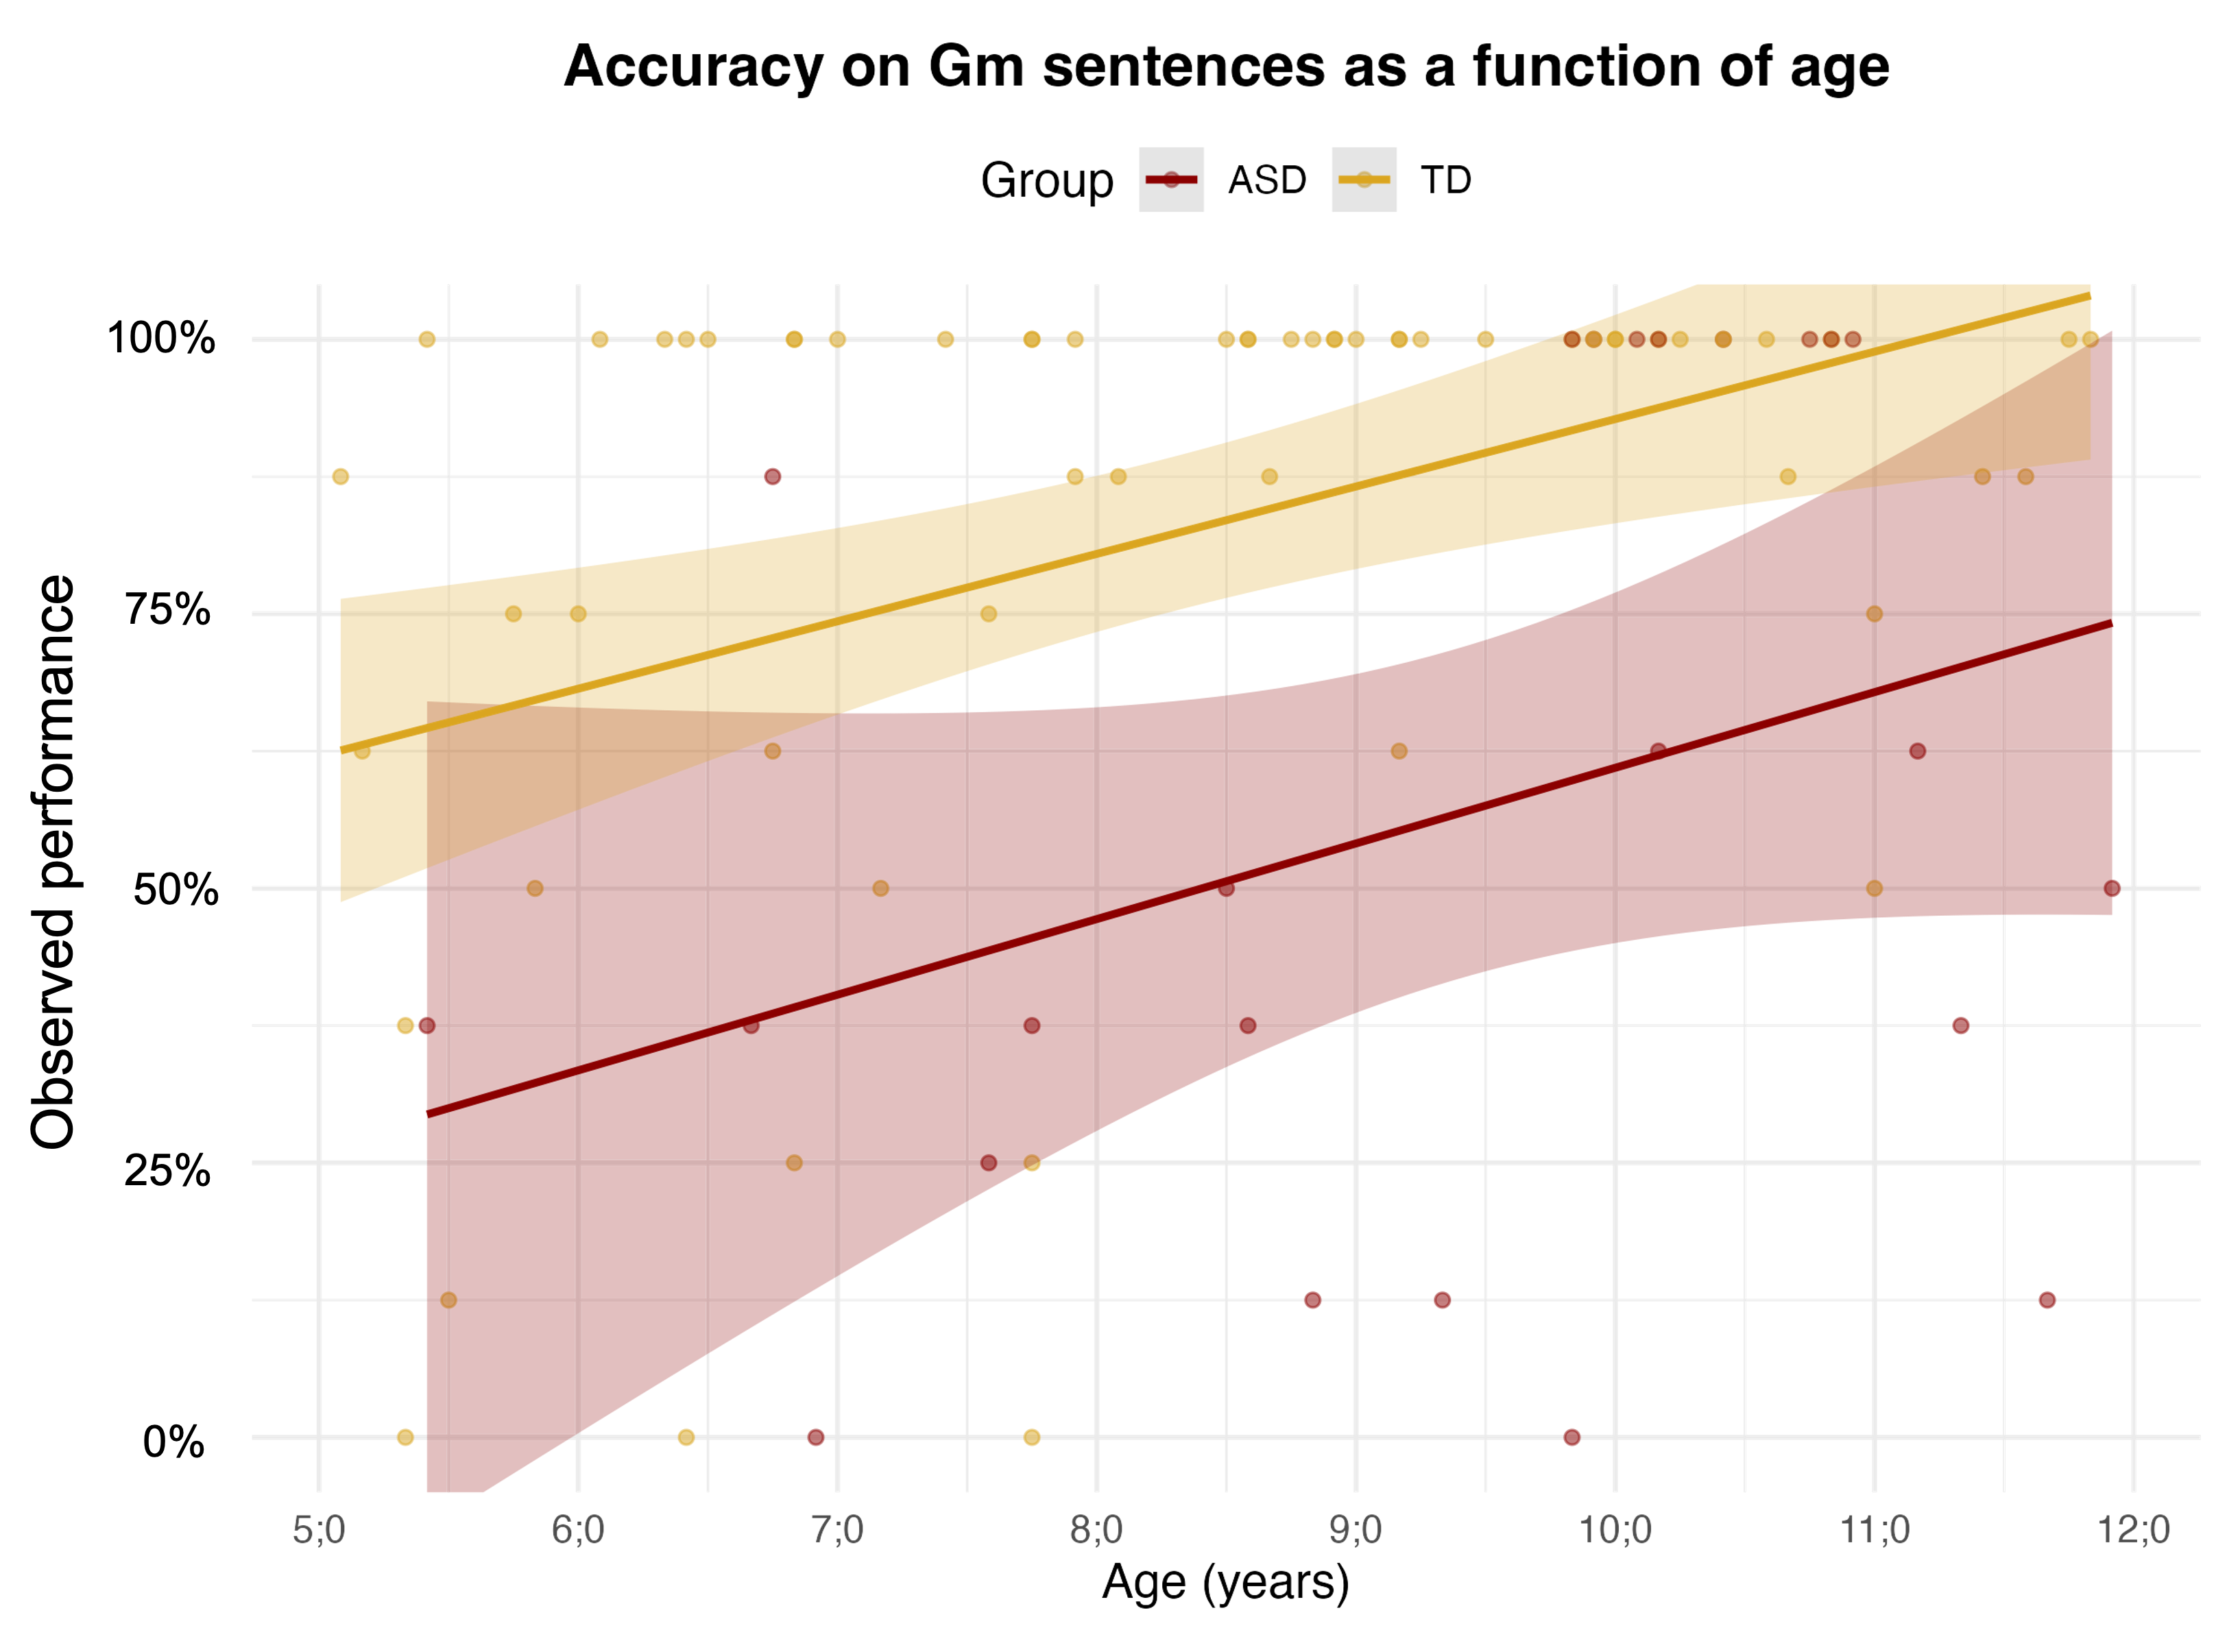 Accuracy on Gm sentences as a function of age
Group ASD TD
Observed performance
100%
75%
50%
25%
0%
5;0 6;0 7;0 8;0 9;0 10;0 11;0 12;0
Age (years)